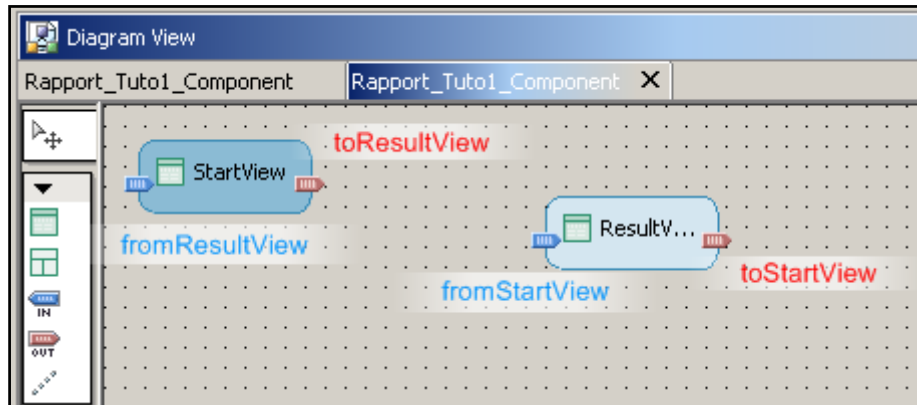 Diagram View
Rapport_Tuto1_Component
Rapport_Tuto1_Component
toResultView
StartView
fromResultView
ResultV...
toStartView
fromStartView
IN
OUT